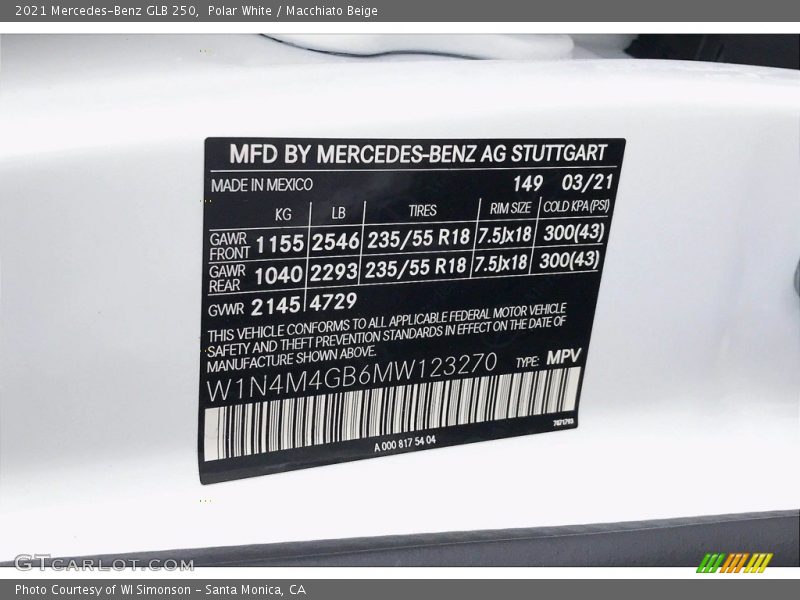 2021 Mercedes-Benz GLB 250, Polar White / Macchiato Beige
MFD BY MERCEDES-BENZ AG STUTTGART
MADE IN MEXICO 149 03/21
KG LB TIRES RIM SIZE COLD KPA(PSI)
GAWR FRONT 1155 2546 235/55 R18 7.5Jx18 300(43)
GAWR REAR 1040 2293 235/55 R18 7.5Jx18 300(43)
GVWR 2145 4729
THIS VEHICLE CONFORMS TO ALL APPLICABLE FEDERAL MOTOR VEHICLE
SAFETY AND THEFT PREVENTION STANDARDS IN EFFECT ON THE DATE OF
MANUFACTURE SHOWN ABOVE.
W1N4M4GB6MW123270 TYPE: MPV
A 000 817 54 04 7671765
GTCARLOT.COM
Photo Courtesy of WI Simonson - Santa Monica, CA